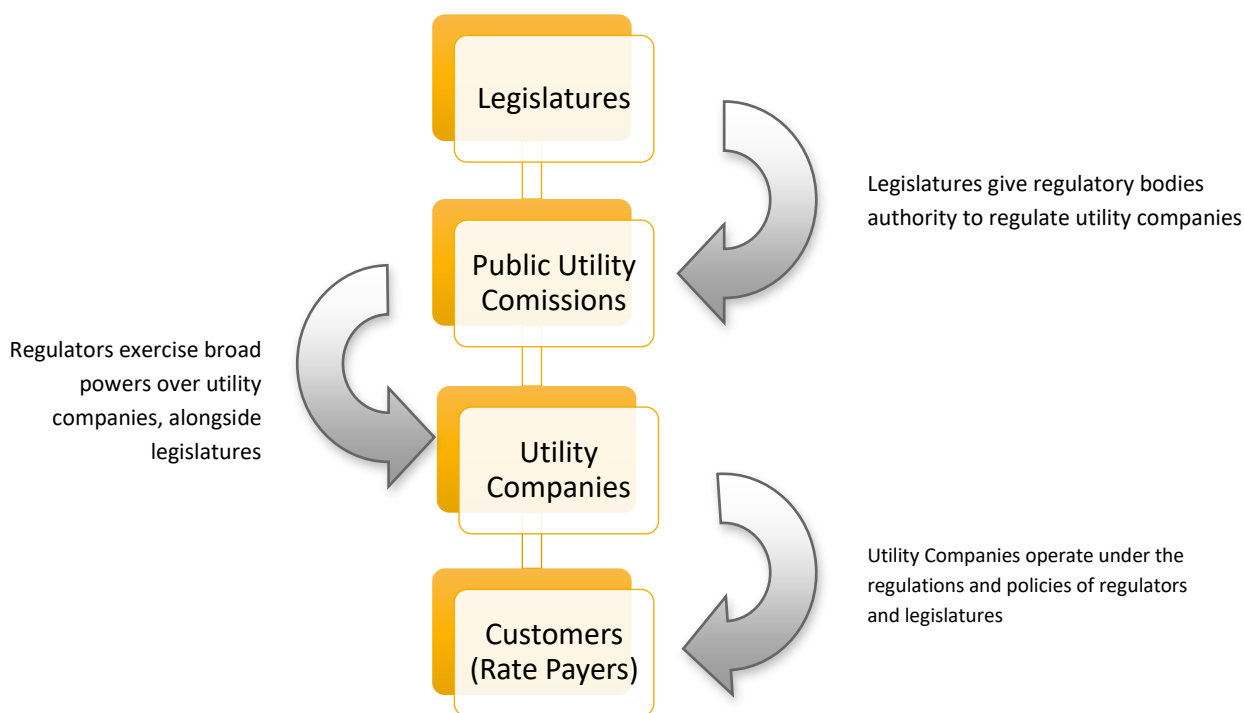 Legislatures
Legislatures give regulatory bodies
authority to regulate utility companies
Public Utility
Comissions
Regulators exercise broad
powers over utility
companies, alongside
legislatures
Utility
Companies
Utility Companies operate under the
regulations and policies of regulators
and legislatures
Customers
(Rate Payers)